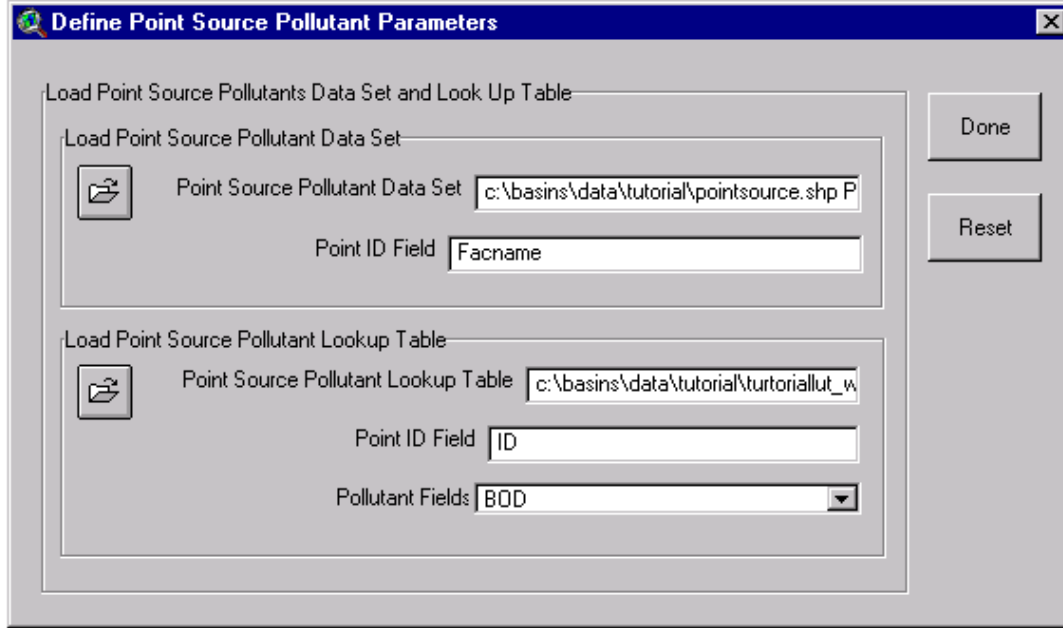 Define Point Source Pollutant Parameters
Load Point Source Pollutants Data Set and Look Up Table
Load Point Source Pollutant Data Set
Point Source Pollutant Data Set c:\basins\data\tutorial\pointsource.shp P
Point ID Field Facname
Load Point Source Pollutant Lookup Table
Point Source Pollutant Lookup Table c:\basins\data\tutorial\turtoriallut_w
Point ID Field ID
Pollutant Fields BOD
Done
Reset